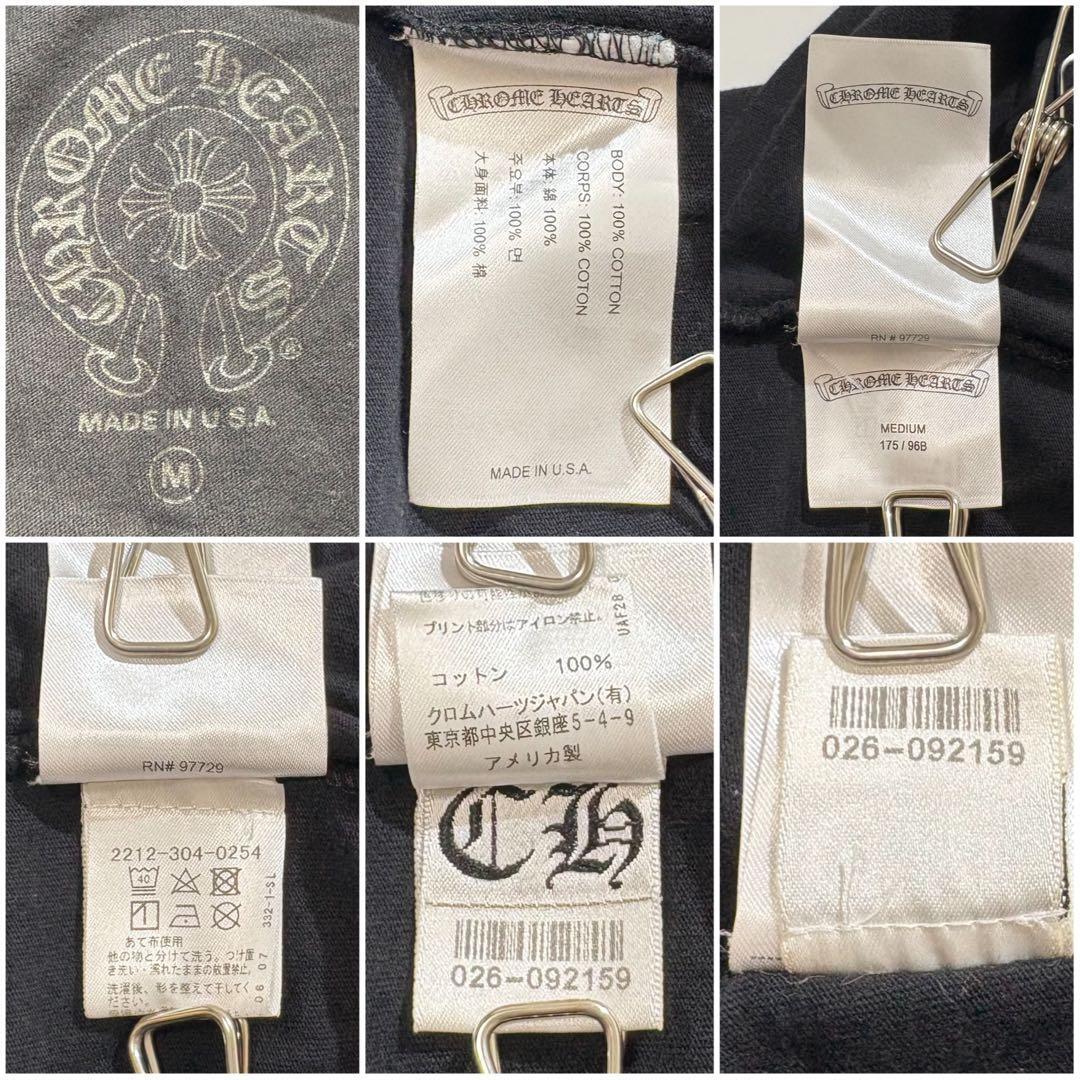 CHROME HEARTS
®
MADE IN U.S.A.
M
CHROME HEARTS
BODY: 100% COTTON
CORPS: 100% COTON
本体 綿 100%
주요부: 100% 면
大身面料: 100% 棉
MADE IN U.S.A.
CHROME HEARTS
RN # 97729
CHROME HEARTS
MEDIUM
175 / 96B
RN# 97729
2212-304-0254
40
332-1-SL
06 07
あて布使用
他の物と分けて洗う。つけ置
き洗い・濡れたままの放置禁止。
洗濯後、形を整えて干してく
ださい。
プリント部分はアイロン禁止。
UAF28
コットン 100%
クロムハーツジャパン(有)
東京都中央区銀座5-4-9
アメリカ製
CH
026-092159
026-092159